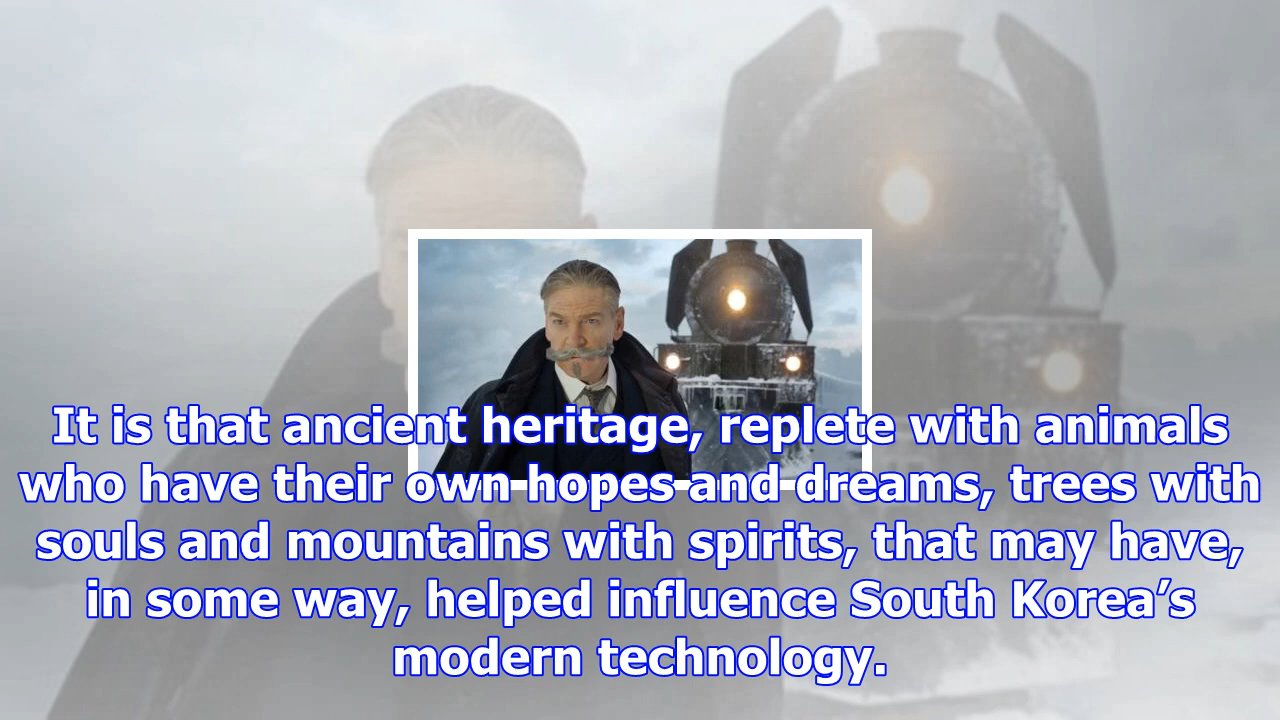 It is that ancient heritage, replete with animals
who have their own hopes and dreams, trees with
souls and mountains with spirits, that may have,
in some way, helped influence South Korea’s
modern technology.